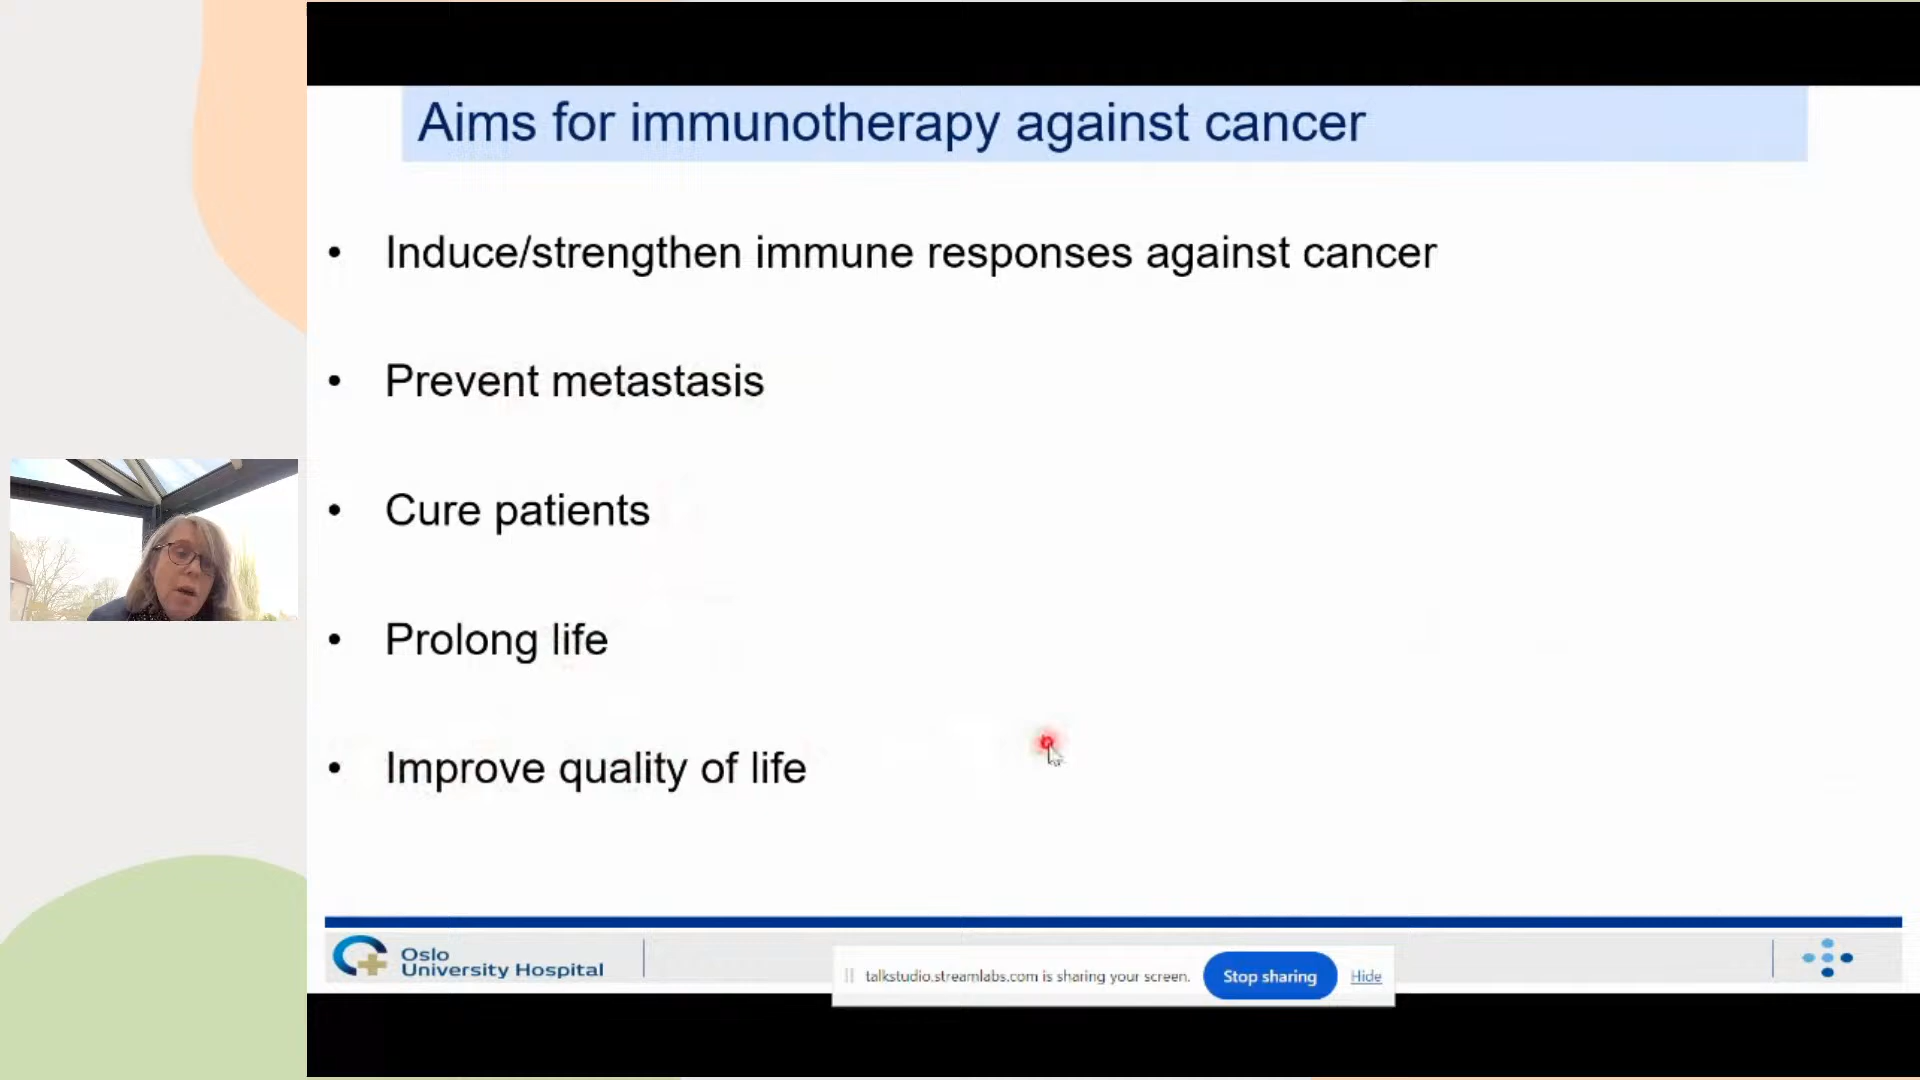 Aims for immunotherapy against cancer
• Induce/strengthen immune responses against cancer
• Prevent metastasis
• Cure patients
• Prolong life
• Improve quality of life
Oslo
University Hospital
talkstudio.streamlabs.com is sharing your screen. Stop sharing Hide